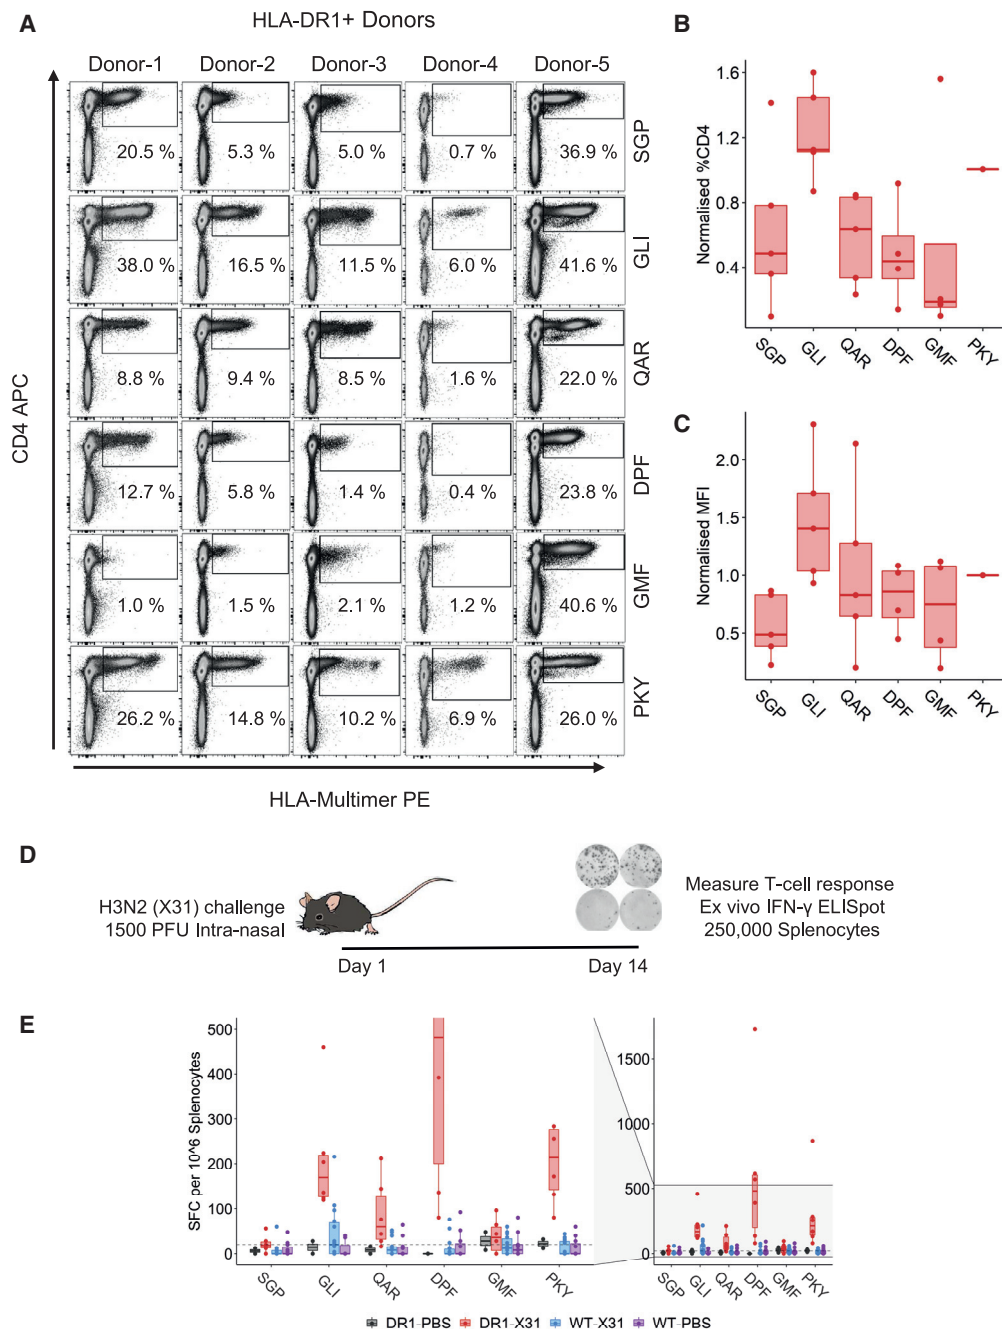 A
HLA-DR1+ Donors
Donor-1 Donor-2 Donor-3 Donor-4 Donor-5
20.5 % 5.3 % 5.0 % 0.7 % 36.9 % SGP
38.0 % 16.5 % 11.5 % 6.0 % 41.6 % GLI
8.8 % 9.4 % 8.5 % 1.6 % 22.0 % QAR
12.7 % 5.8 % 1.4 % 0.4 % 23.8 % DPF
1.0 % 1.5 % 2.1 % 1.2 % 40.6 % GMF
26.2 % 14.8 % 10.2 % 6.9 % 26.0 % PKY
CD4 APC
HLA-Multimer PE
B
Normalised %CD4
1.6
1.2
0.8
0.4
SGP GLI QAR DPF GMF PKY
C
Normalised MFI
2.0
1.5
1.0
0.5
SGP GLI QAR DPF GMF PKY
D
H3N2 (X31) challenge
1500 PFU Intra-nasal
Day 1
Day 14
Measure T-cell response
Ex vivo IFN-γ ELISpot
250,000 Splenocytes
E
SFC per 10^6 Splenocytes
500
400
300
200
100
0
SGP GLI QAR DPF GMF PKY
1500
1000
500
0
SGP GLI QAR DPF GMF PKY
DR1-PBS DR1-X31 WT-X31 WT-PBS